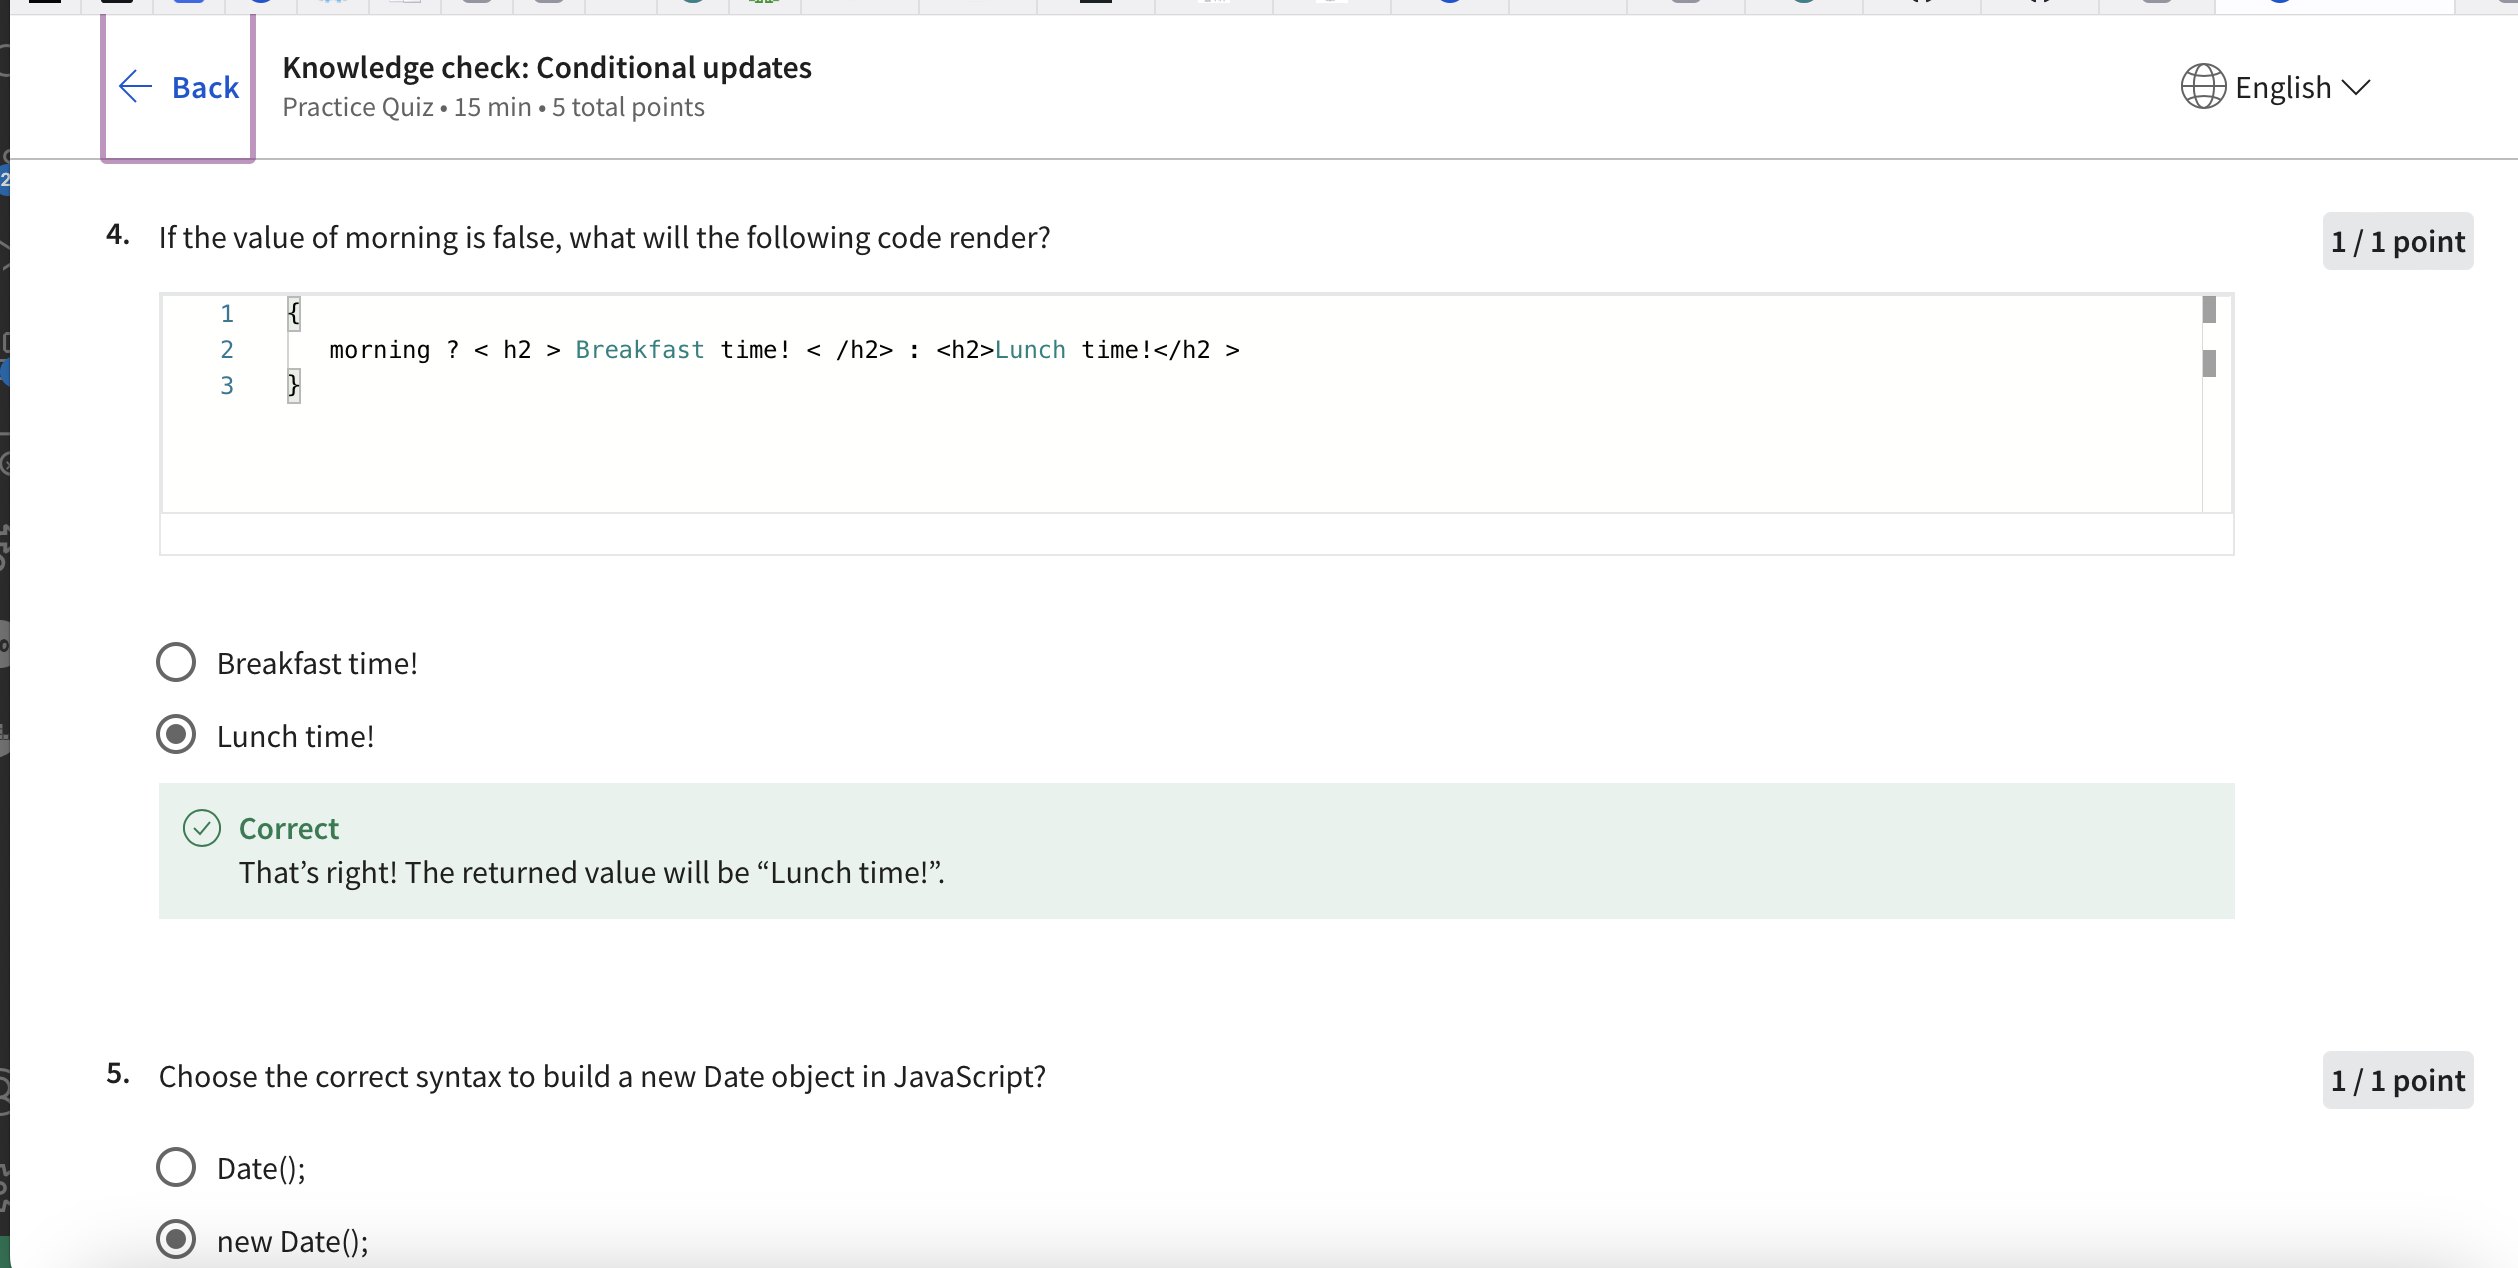 Back
Knowledge check: Conditional updates
Practice Quiz • 15 min • 5 total points
English
4. If the value of morning is false, what will the following code render?
1 / 1 point
1 {
2 morning ? < h2 > Breakfast time! < /h2> : <h2>Lunch time!</h2 >
3 }
Breakfast time!
Lunch time!
Correct
That’s right! The returned value will be “Lunch time!”.
5. Choose the correct syntax to build a new Date object in JavaScript?
1 / 1 point
Date();
new Date();